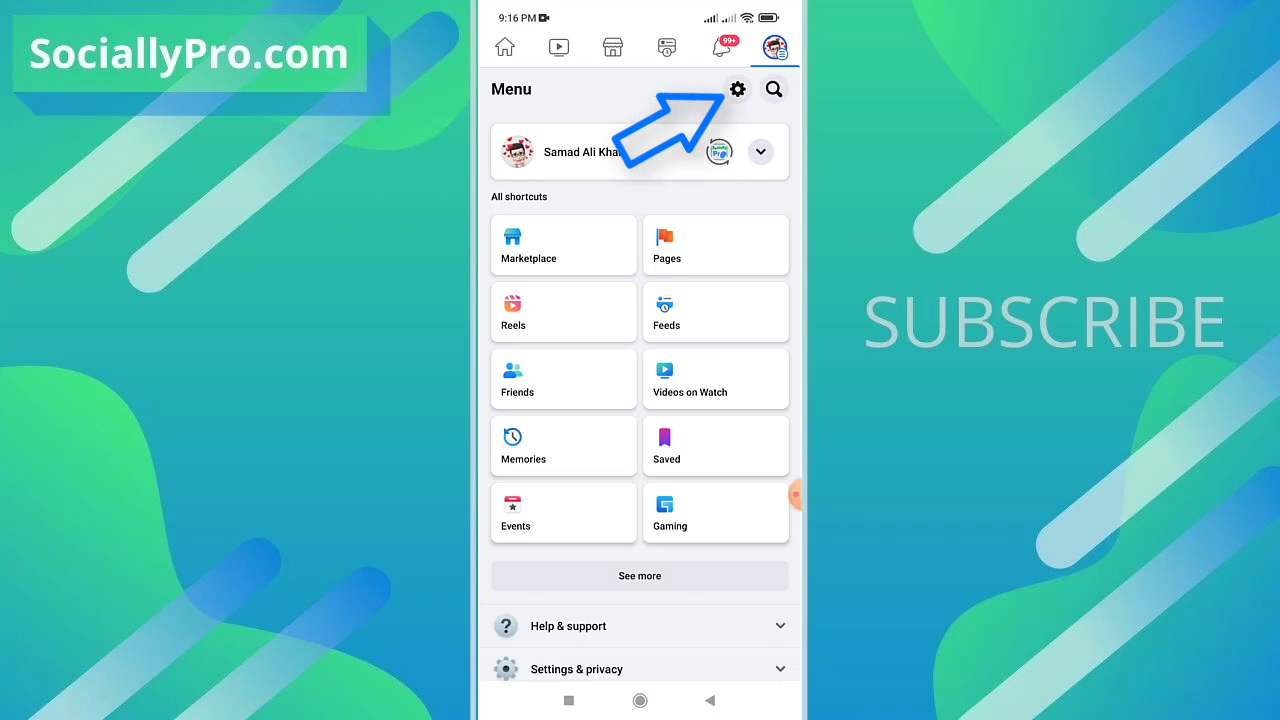 SociallyPro.com
9:16 PM
99+
Menu
Samad Ali Kha
All shortcuts
Marketplace
Pages
Reels
Feeds
Friends
Videos on Watch
Memories
Saved
Events
Gaming
See more
Help & support
Settings & privacy
SUBSCRIBE